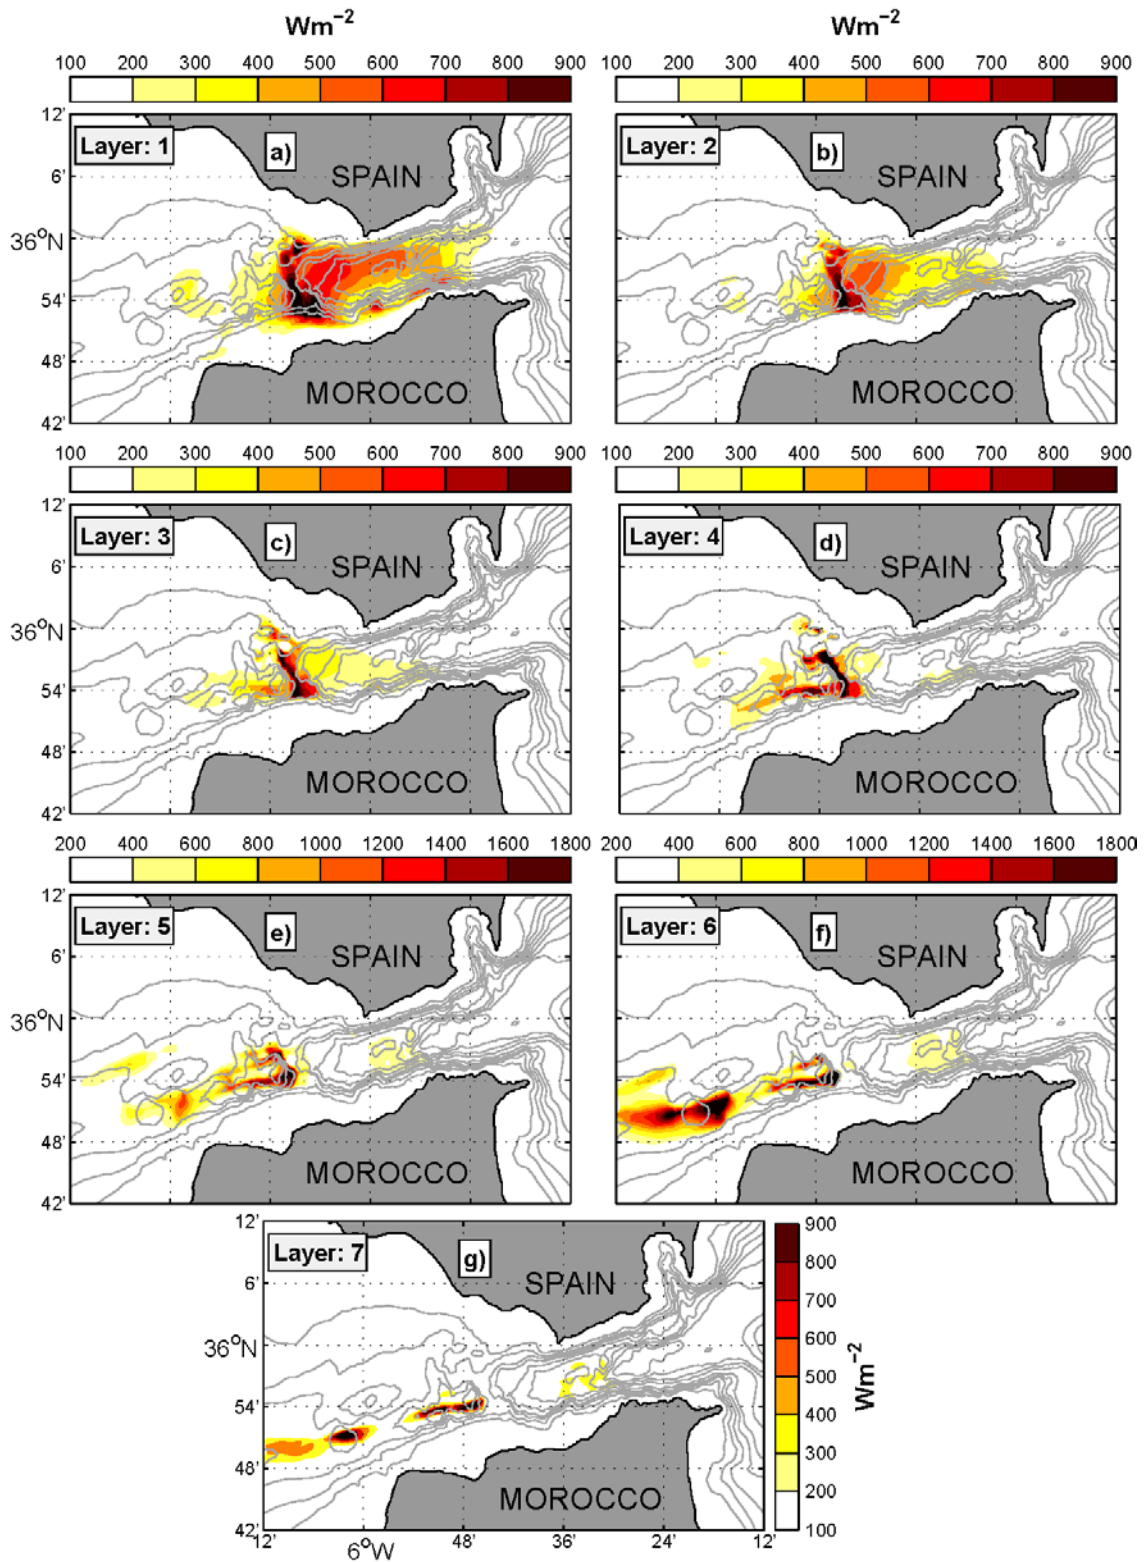 Wm⁻² Wm⁻²
100 200 300 400 500 600 700 800 900 100 200 300 400 500 600 700 800 900
12'
Layer: 1 a) Layer: 2 b)
6' SPAIN SPAIN
36°N
54'
48'
MOROCCO MOROCCO
42'
100 200 300 400 500 600 700 800 900 100 200 300 400 500 600 700 800 900
12'
Layer: 3 c) Layer: 4 d)
6' SPAIN SPAIN
36°N
54'
48'
MOROCCO MOROCCO
42'
200 400 600 800 1000 1200 1400 1600 1800 200 400 600 800 1000 1200 1400 1600 1800
12'
Layer: 5 e) Layer: 6 f)
6' SPAIN SPAIN
36°N
54'
48'
MOROCCO MOROCCO
42'
12' 900
Layer: 7 g) 800
6' SPAIN 700
36°N 600
Wm⁻²
500
54' 400
300
48' 200
MOROCCO
42' 100
12' 6°W 48' 36' 24' 12'